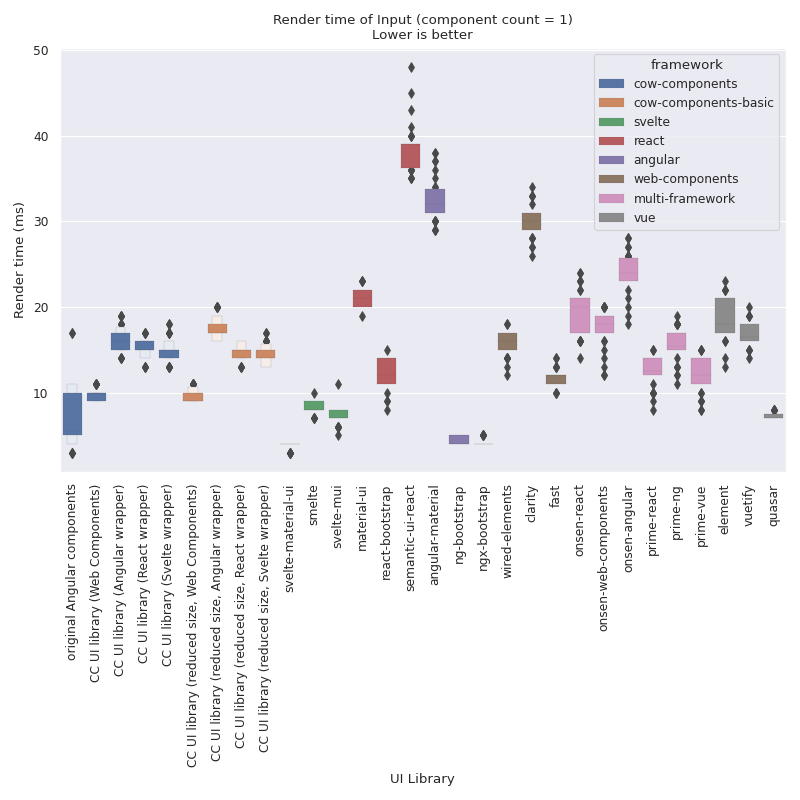 Render time of Input (component count = 1)
Lower is better
Render time (ms)
50
40
30
20
10
framework
cow-components
cow-components-basic
svelte
react
angular
web-components
multi-framework
vue
original Angular components
CC UI library (Web Components)
CC UI library (Angular wrapper)
CC UI library (React wrapper)
CC UI library (Svelte wrapper)
CC UI library (reduced size, Web Components)
CC UI library (reduced size, Angular wrapper)
CC UI library (reduced size, React wrapper)
CC UI library (reduced size, Svelte wrapper)
svelte-material-ui
smelte
svelte-mui
material-ui
react-bootstrap
semantic-ui-react
angular-material
ng-bootstrap
ngx-bootstrap
wired-elements
clarity
fast
onsen-react
onsen-web-components
onsen-angular
prime-react
prime-ng
prime-vue
element
vuetify
quasar
UI Library